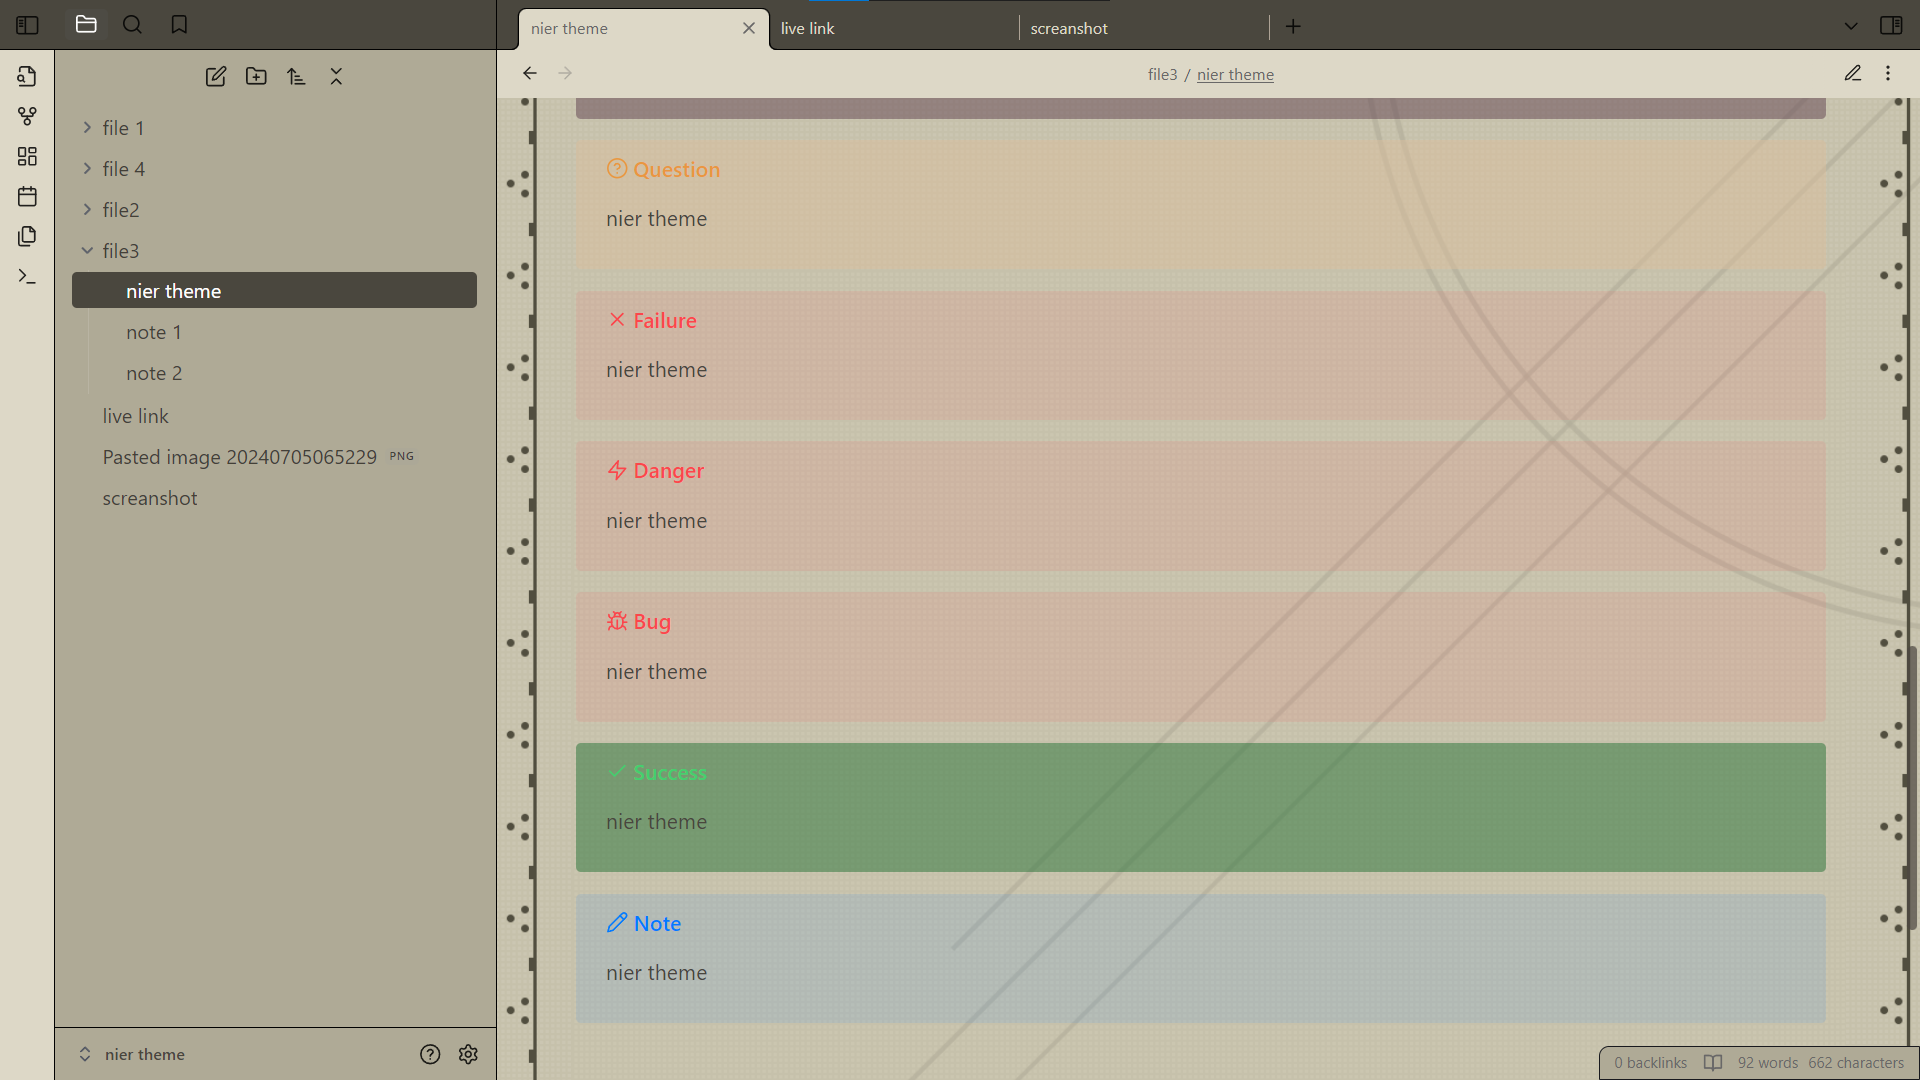 nier theme
live link
screanshot
file3 / nier theme
file 1
file 4
file2
file3
nier theme
note 1
note 2
live link
Pasted image 20240705065229 PNG
screanshot
nier theme
Question
nier theme
Failure
nier theme
Danger
nier theme
Bug
nier theme
Success
nier theme
Note
nier theme
0 backlinks 92 words 662 characters